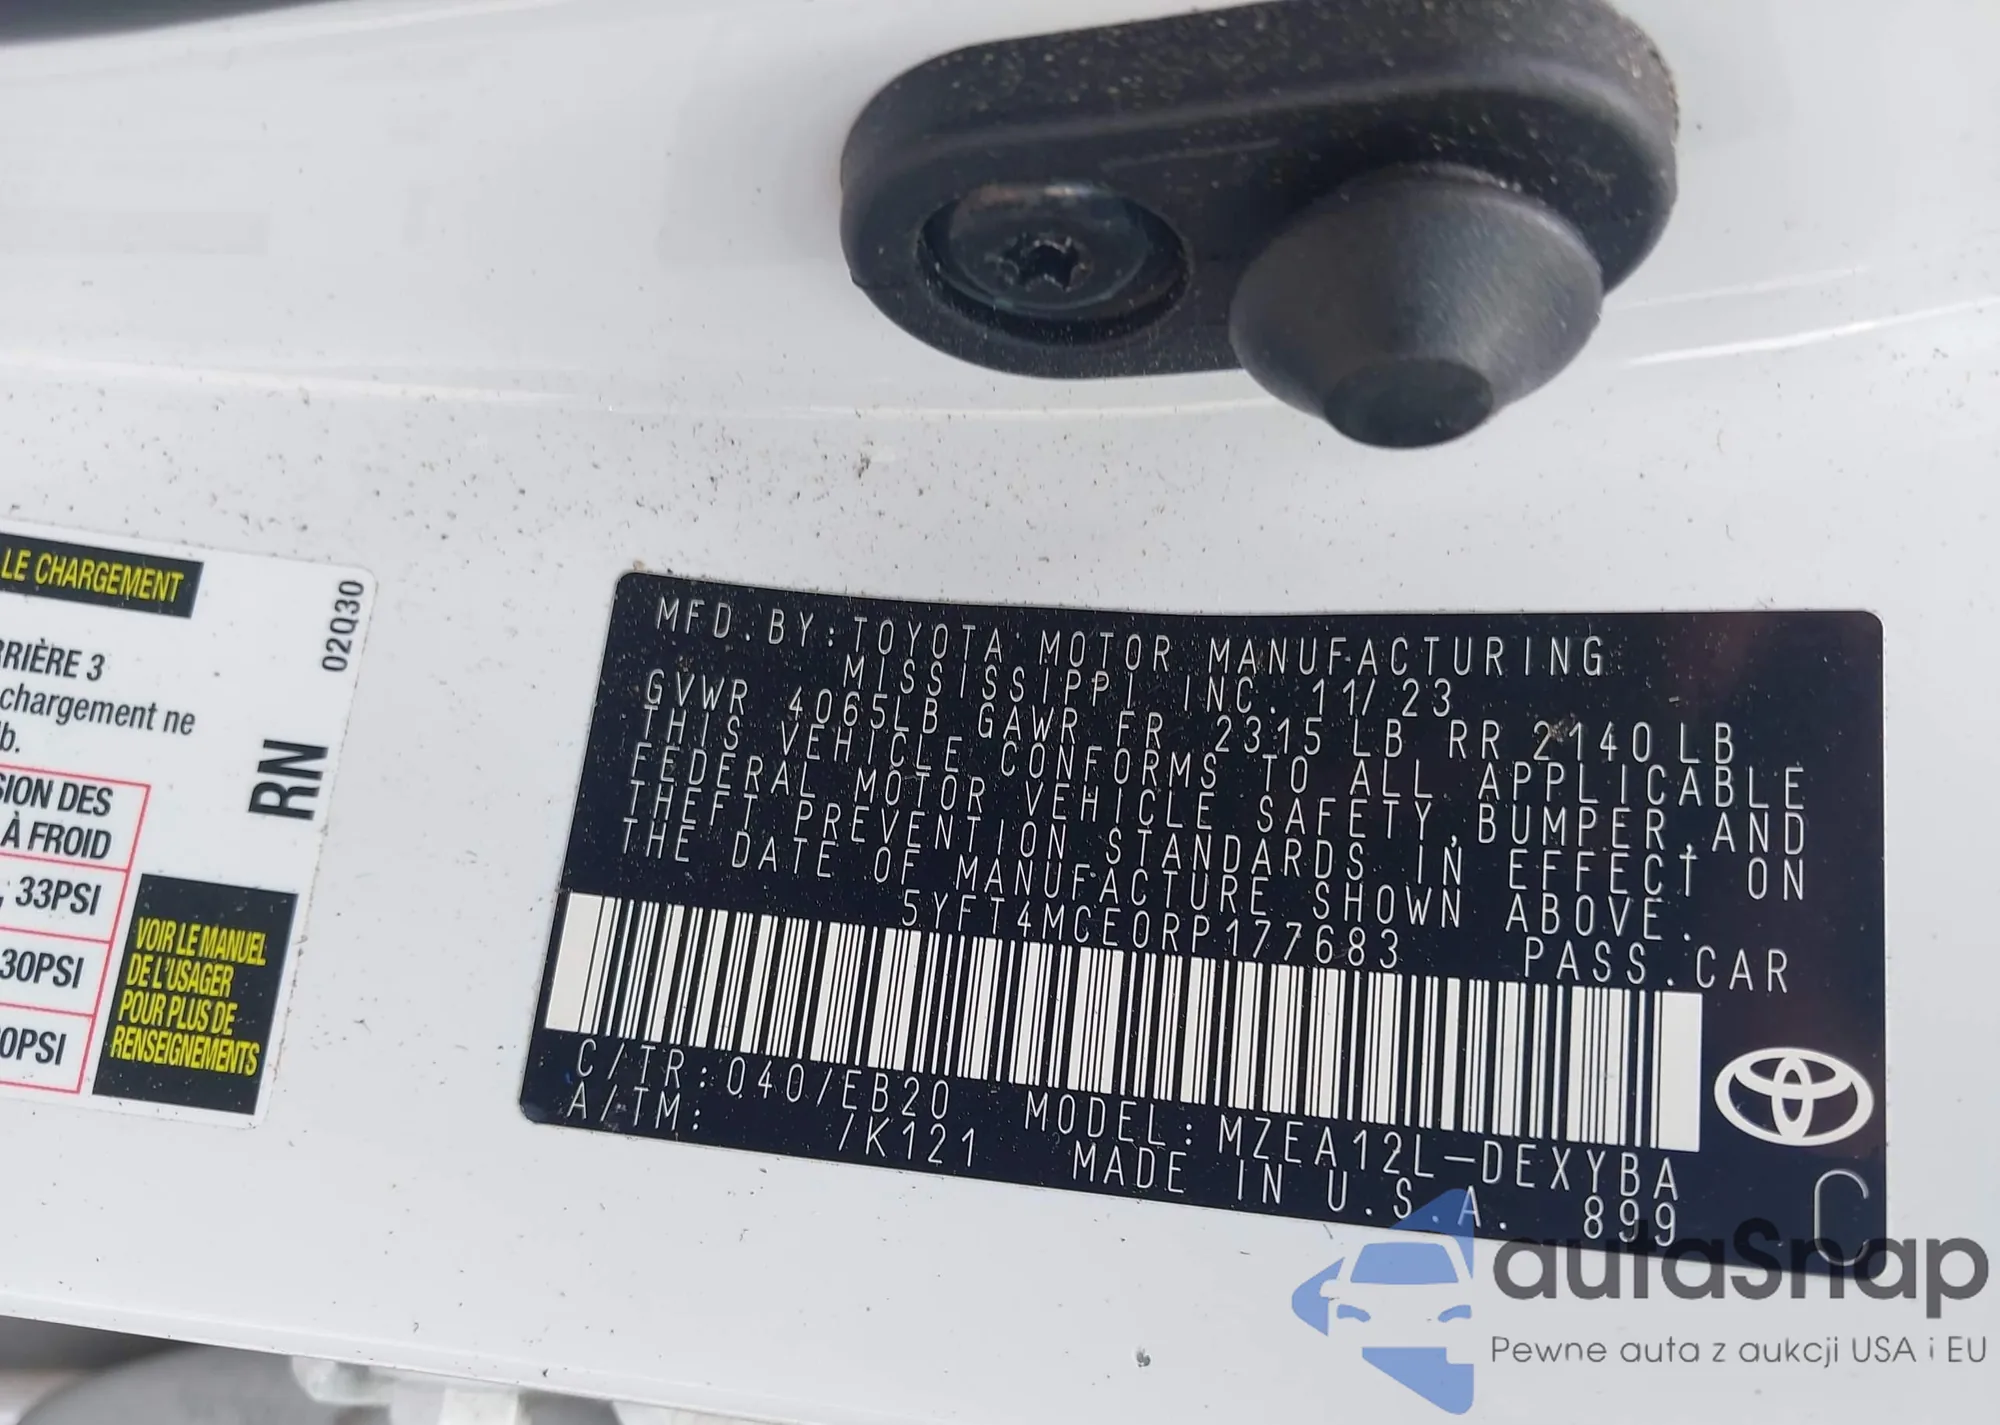 LE CHARGEMENT
RRIÈRE 3
chargement ne
lb.
02Q30
RN
SION DES
À FROID
, 33PSI
30PSI
0PSI
VOIR LE MANUEL
DE L'USAGER
POUR PLUS DE
RENSEIGNEMENTS
MFD. BY: TOYOTA MOTOR MANUFACTURING
MISSISSIPPI, INC. 11/23
GVWR 4065LB GAWR FR 2315 LB RR 2140LB
THIS VEHICLE CONFORMS TO ALL APPLICABLE
FEDERAL MOTOR VEHICLE SAFETY, BUMPER, AND
THEFT PREVENTION STANDARDS IN EFFECT ON
THE DATE OF MANUFACTURE SHOWN ABOVE.
5YFT4MCE0RP177683 PASS. CAR
C/TR: 040/EB20 MODEL: MZEA12L-DEXYBA
A/TM: /K121 MADE IN U.S.A. 899
C
autaSnap
Pewne auta z aukcji USA i EU